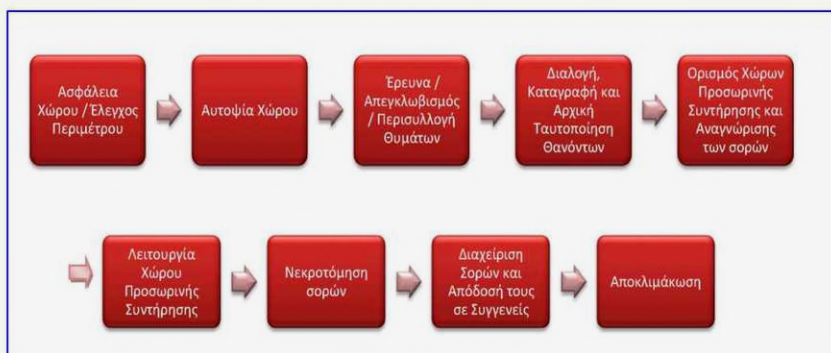 Ασφάλεια
Χώρου / Έλεγχος
Περιμέτρου
Αυτοψία Χώρου
Έρευνα /
Απεγκλωβισμός
/ Περισυλλογή
Θυμάτων
Διαλογή,
Καταγραφή και
Αρχική
Ταυτοποίηση
Θανόντων
Ορισμός Χώρων
Προσωρινής
Συντήρησης και
Αναγνώρισης
των σορών
Λειτουργία
Χώρου
Προσωρινής
Συντήρησης
Νεκροτόμηση
σορών
Διαχείριση
Σορών και
Απόδοσή τους
σε Συγγενείς
Αποκλιμάκωση